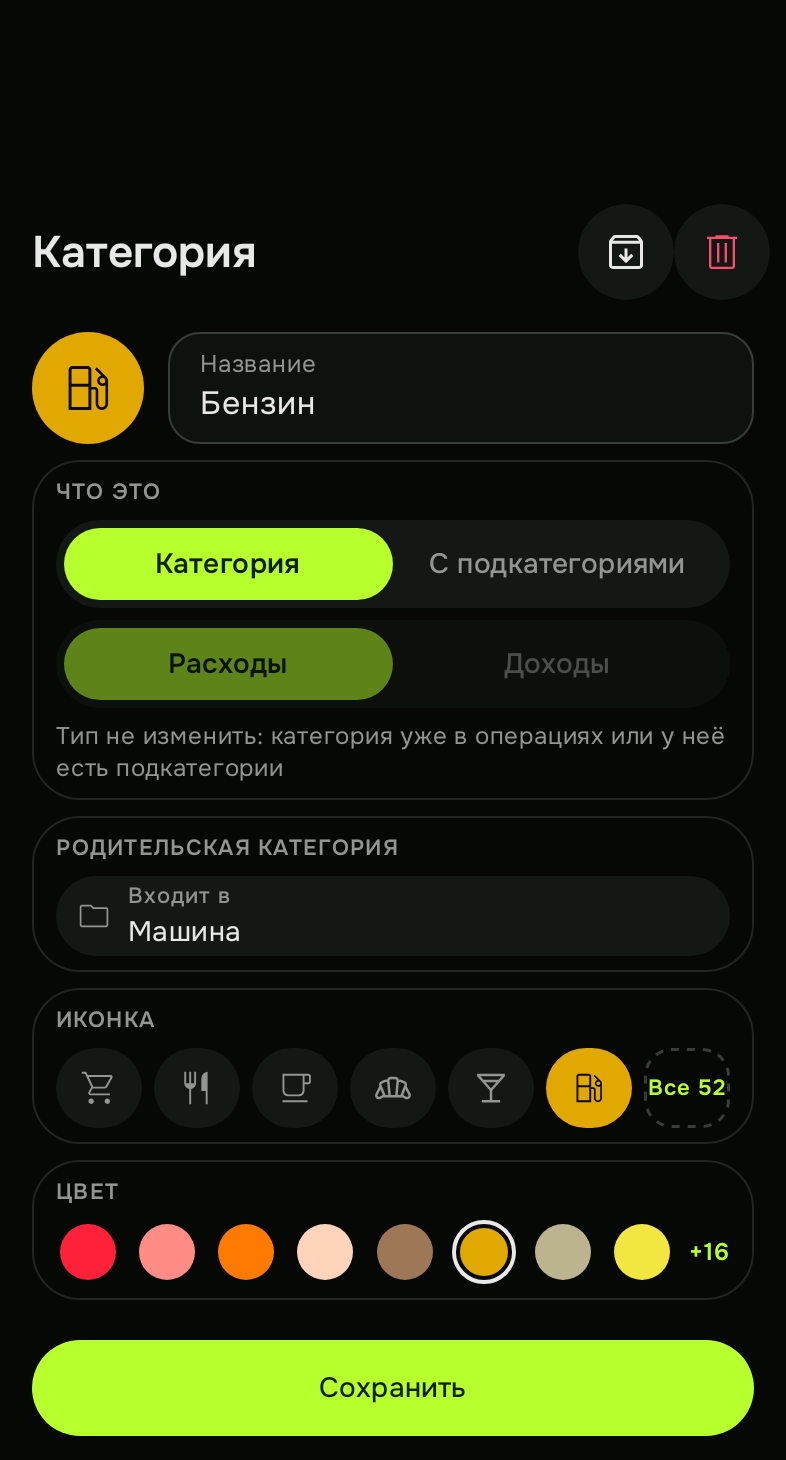 Категория
Название
Бензин
ЧТО ЭТО
Категория
С подкатегориями
Расходы
Доходы
Тип не изменить: категория уже в операциях или у неё
есть подкатегории
РОДИТЕЛЬСКАЯ КАТЕГОРИЯ
Входит в
Машина
ИКОНКА
Все 52
ЦВЕТ
+16
Сохранить